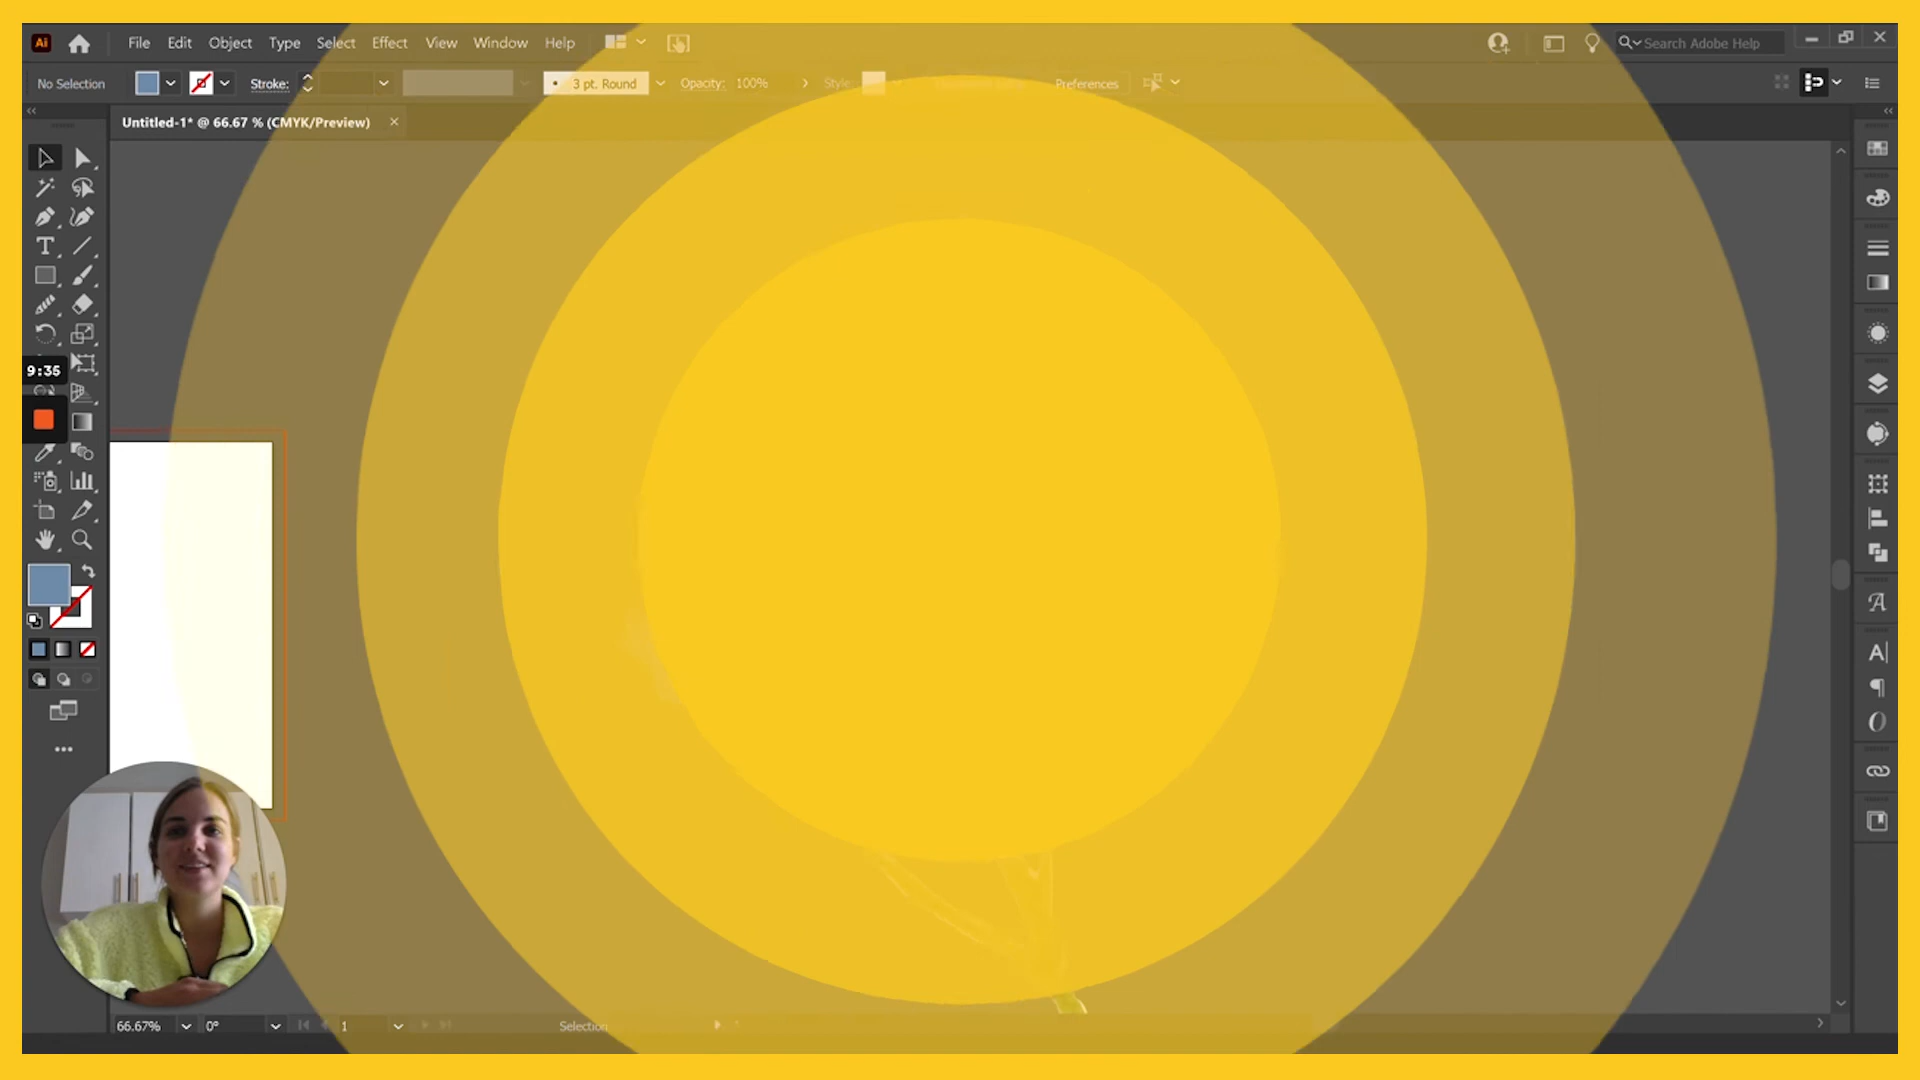 Ai File Edit Object Type Select Effect View Window Help Search Adobe Help
No Selection Stroke: 3 pt. Round Opacity: 100% Style: Preferences
Untitled-1* @ 66.67 % (CMYK/Preview)
9:35
66.67% 0° 1 Selection